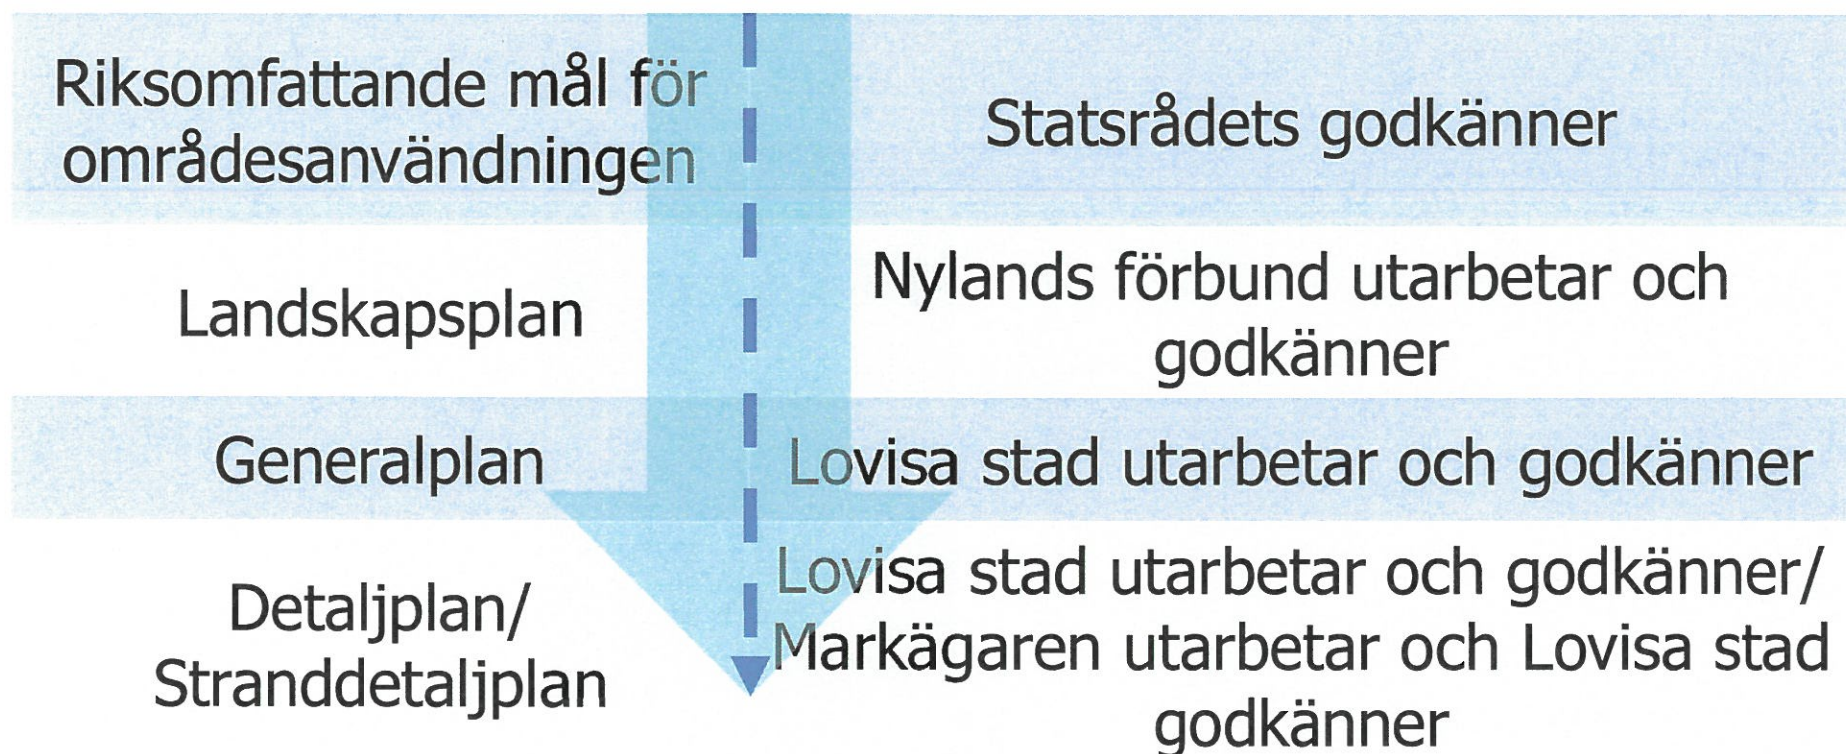 Riksomfattande mål för
områdesanvändningen
Statsrådets godkänner
Landskapsplan
Nylands förbund utarbetar och
godkänner
Generalplan
Lovisa stad utarbetar och godkänner
Detaljplan/
Stranddetaljplan
Lovisa stad utarbetar och godkänner/
Markägaren utarbetar och Lovisa stad
godkänner